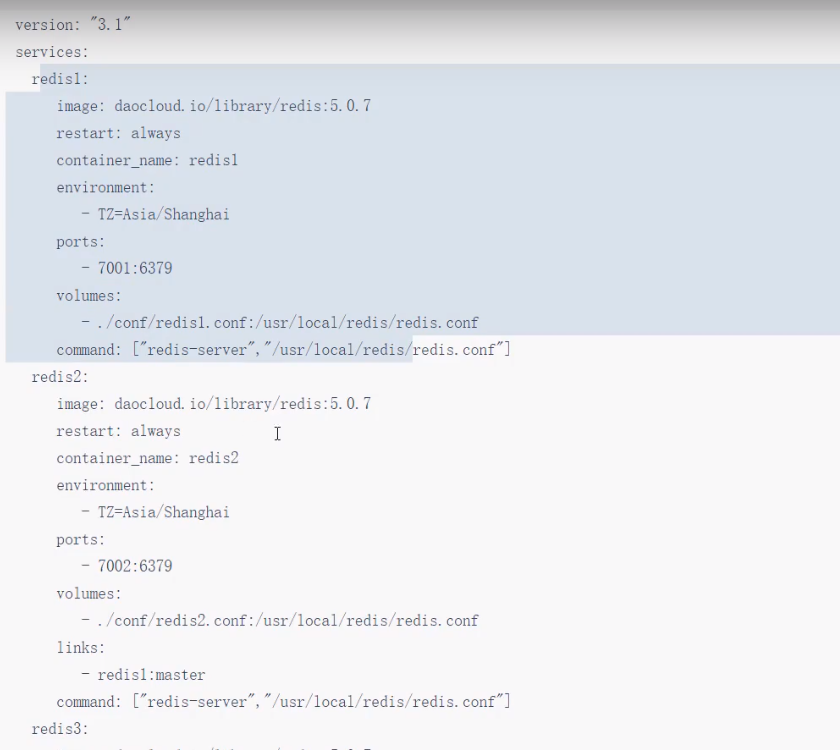 version: "3.1"
services:
  redis1:
     image: daocloud.io/library/redis:5.0.7
     restart: always
     container_name: redis1
     environment:
        - TZ=Asia/Shanghai
     ports:
        - 7001:6379
     volumes:
        - ./conf/redis1.conf:/usr/local/redis/redis.conf
     command: ["redis-server","/usr/local/redis/redis.conf"]
  redis2:
     image: daocloud.io/library/redis:5.0.7
     restart: always
     container_name: redis2
     environment:
        - TZ=Asia/Shanghai
     ports:
        - 7002:6379
     volumes:
        - ./conf/redis2.conf:/usr/local/redis/redis.conf
     links:
        - redis1:master
     command: ["redis-server","/usr/local/redis/redis.conf"]
  redis3: